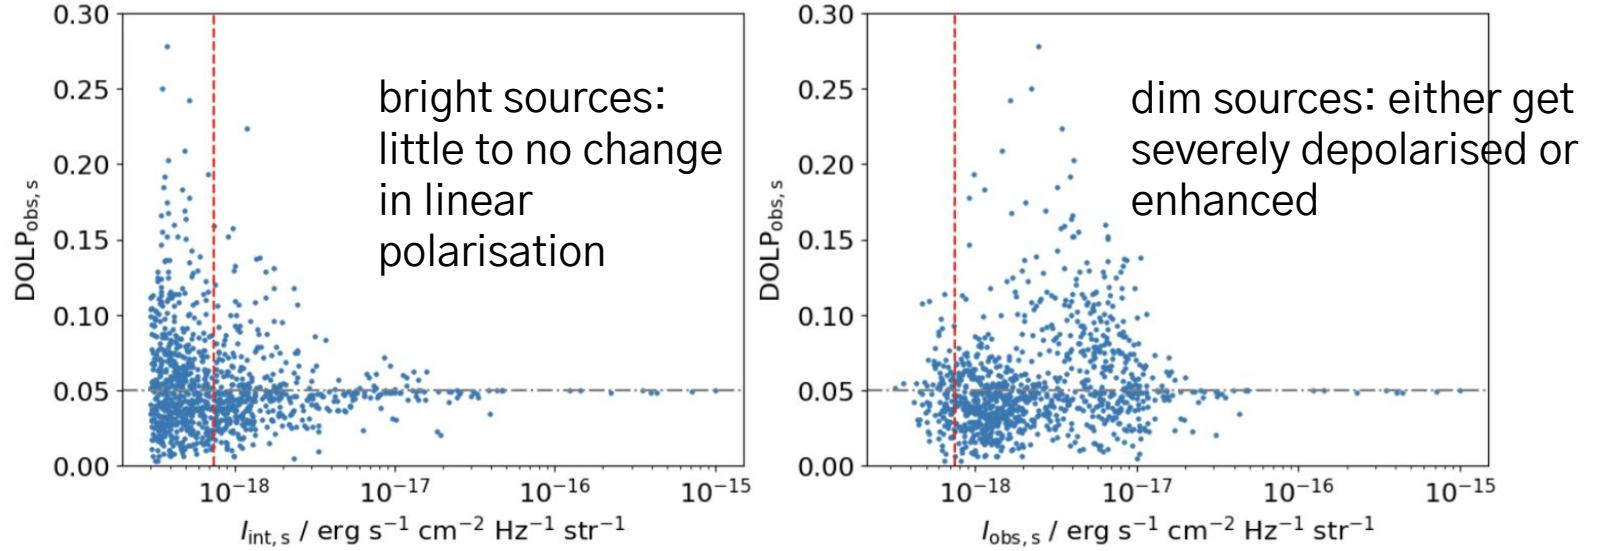 0.30
0.25
0.20
0.15
0.10
0.05
0.00
DOLP_obs, s
bright sources:
little to no change
in linear
polarisation
10⁻¹⁸ 10⁻¹⁷ 10⁻¹⁶ 10⁻¹⁵
I_int, s / erg s⁻¹ cm⁻² Hz⁻¹ str⁻¹
0.30
0.25
0.20
0.15
0.10
0.05
0.00
DOLP_obs, s
dim sources: either get
severely depolarised or
enhanced
10⁻¹⁸ 10⁻¹⁷ 10⁻¹⁶ 10⁻¹⁵
I_obs, s / erg s⁻¹ cm⁻² Hz⁻¹ str⁻¹